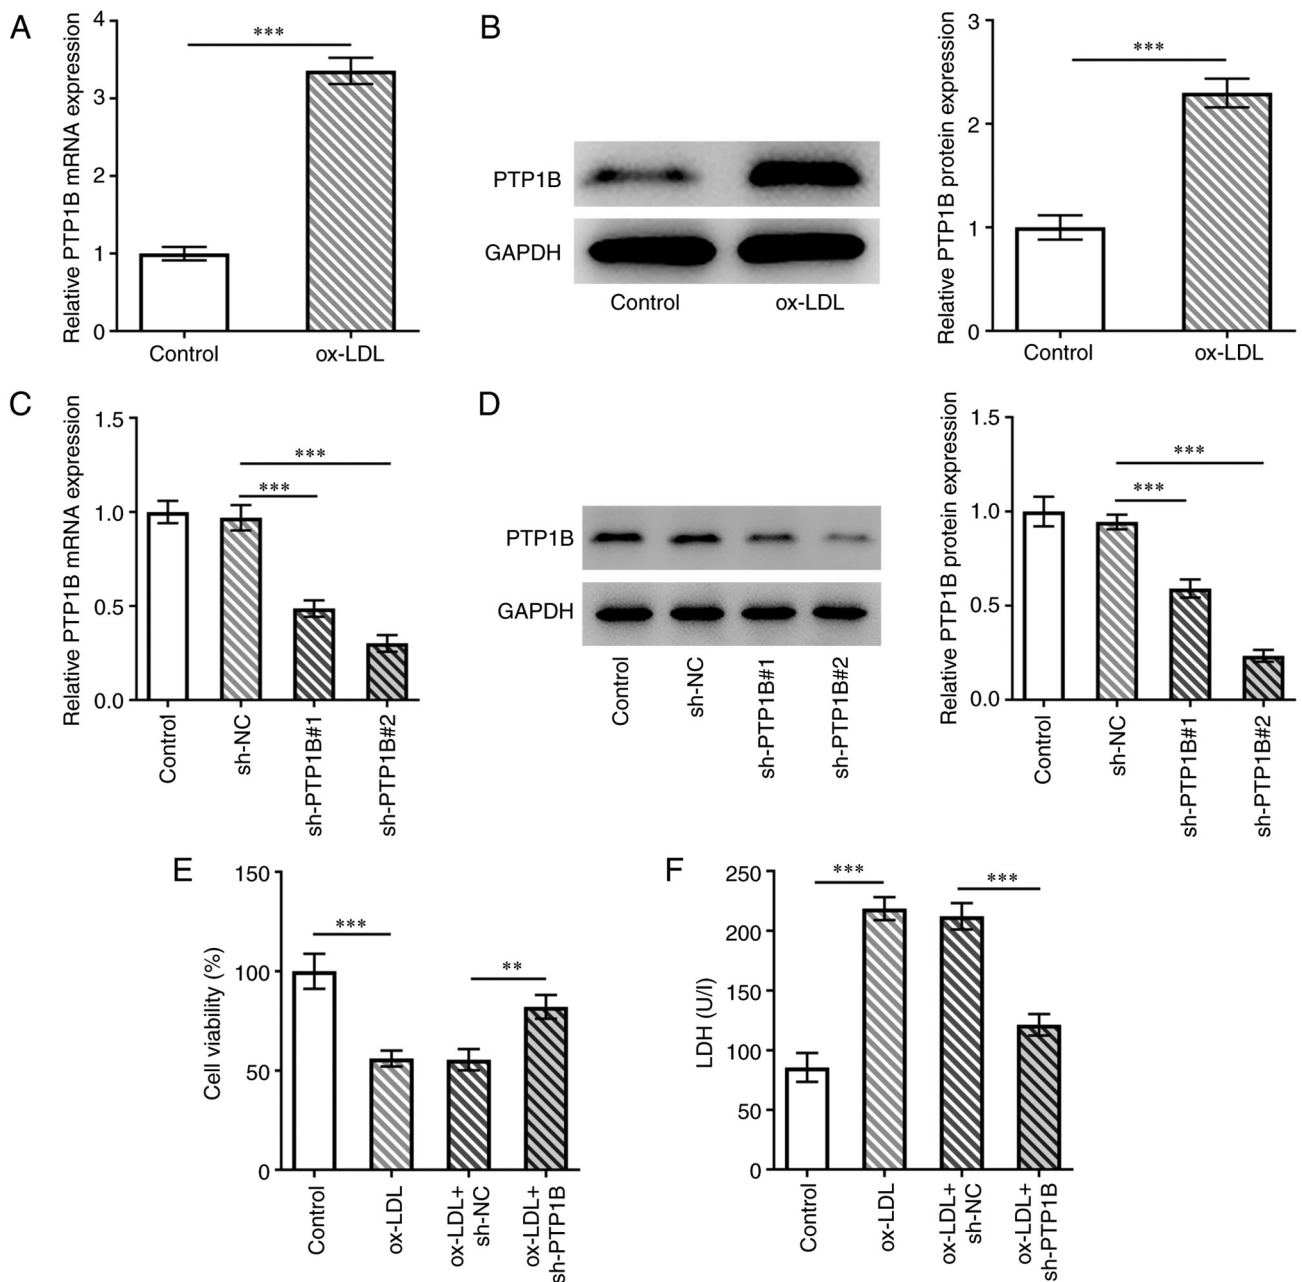 A
Relative PTP1B mRNA expression
4
3
2
1
0
***
Control
ox-LDL
B
PTP1B
GAPDH
Control
ox-LDL
Relative PTP1B protein expression
3
2
1
0
***
Control
ox-LDL
C
Relative PTP1B mRNA expression
1.5
1.0
0.5
0.0
***
***
Control
sh-NC
sh-PTP1B#1
sh-PTP1B#2
D
PTP1B
GAPDH
Control
sh-NC
sh-PTP1B#1
sh-PTP1B#2
Relative PTP1B protein expression
1.5
1.0
0.5
0.0
***
***
Control
sh-NC
sh-PTP1B#1
sh-PTP1B#2
E
Cell viability (%)
150
100
50
0
***
**
Control
ox-LDL
ox-LDL+
sh-NC
ox-LDL+
sh-PTP1B
F
LDH (U/l)
250
200
150
100
50
0
***
***
Control
ox-LDL
ox-LDL+
sh-NC
ox-LDL+
sh-PTP1B